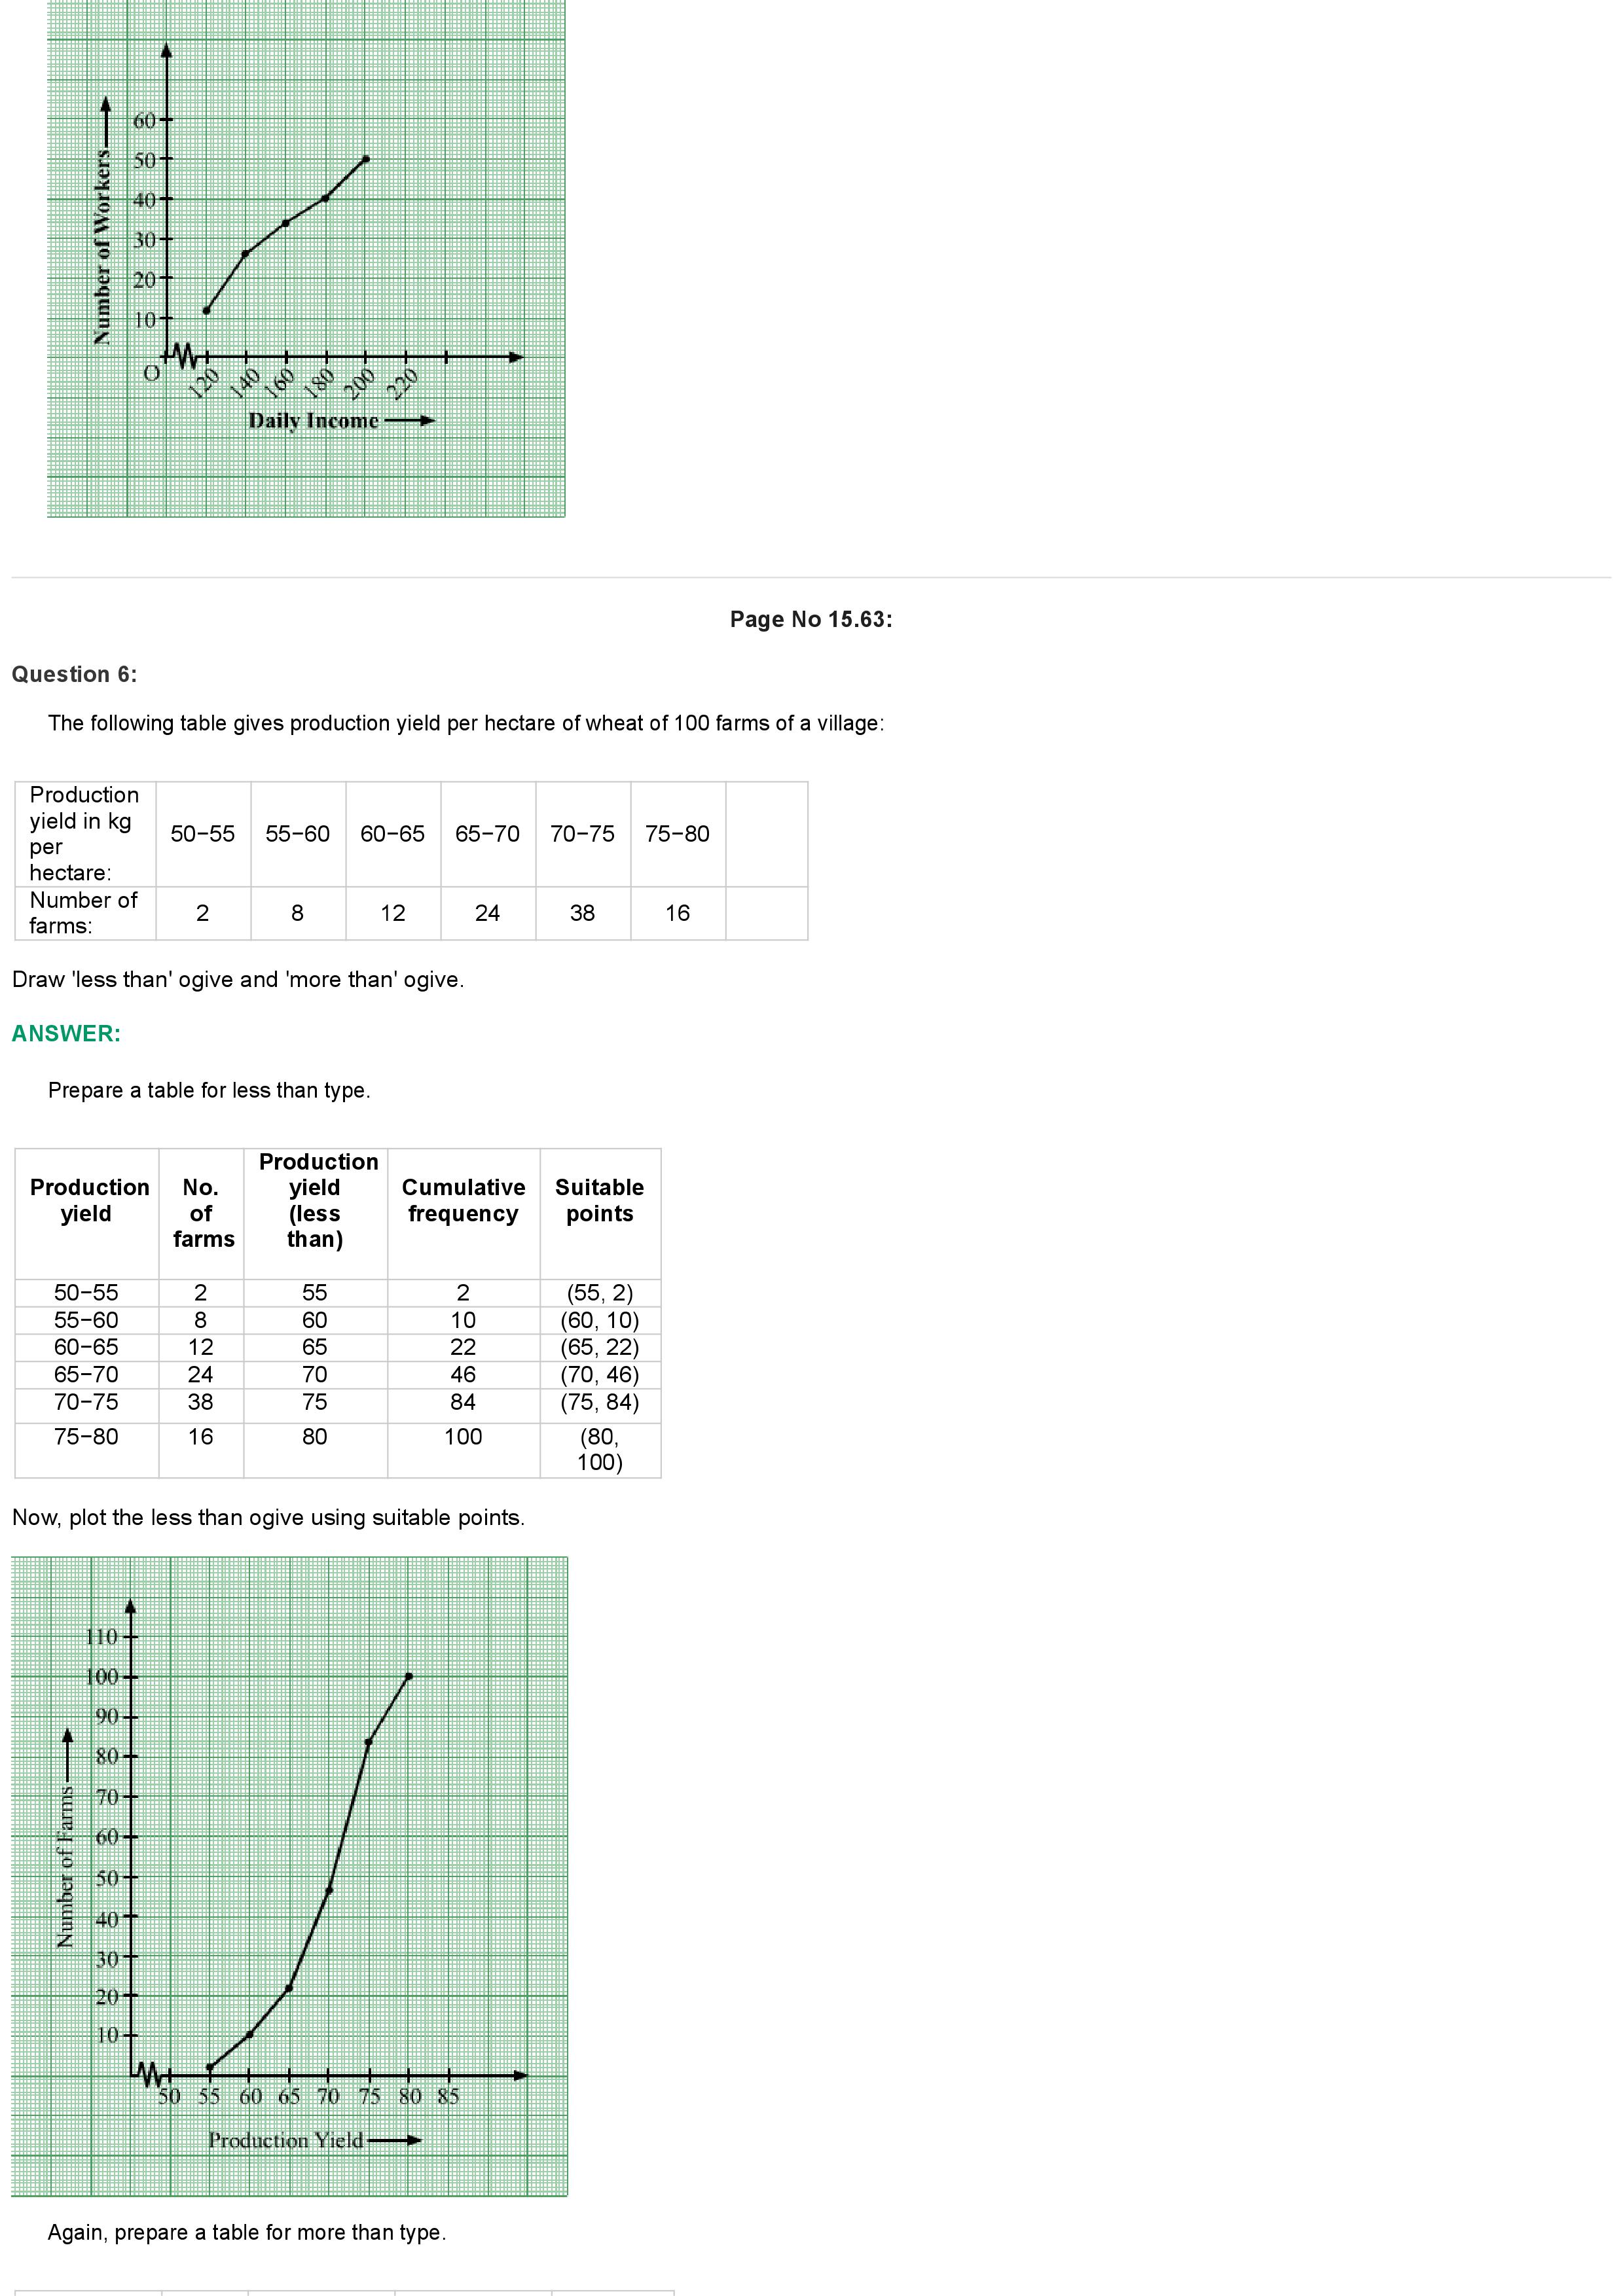 60
50
40
30
20
10
Number of Workers
O
120 140 160 180 200 220
Daily Income
Page No 15.63:
Question 6:
The following table gives production yield per hectare of wheat of 100 farms of a village:
Production yield in kg per hectare: 50−55 55−60 60−65 65−70 70−75 75−80
Number of farms: 2 8 12 24 38 16
Draw 'less than' ogive and 'more than' ogive.
ANSWER:
Prepare a table for less than type.
Production yield No. of farms Production yield (less than) Cumulative frequency Suitable points
50−55 2 55 2 (55, 2)
55−60 8 60 10 (60, 10)
60−65 12 65 22 (65, 22)
65−70 24 70 46 (70, 46)
70−75 38 75 84 (75, 84)
75−80 16 80 100 (80, 100)
Now, plot the less than ogive using suitable points.
110
100
90
80
70
60
50
40
30
20
10
Number of Farms
50 55 60 65 70 75 80 85
Production Yield
Again, prepare a table for more than type.